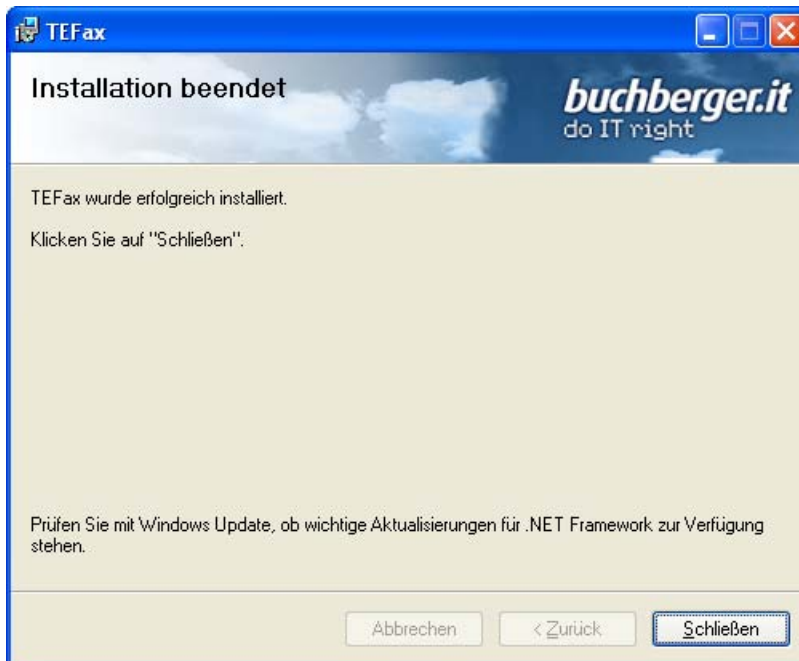 TEFax
Installation beendet
buchberger.it
do IT right
TEFax wurde erfolgreich installiert.
Klicken Sie auf "Schließen".
Prüfen Sie mit Windows Update, ob wichtige Aktualisierungen für .NET Framework zur Verfügung
stehen.
Abbrechen
< Zurück
Schließen